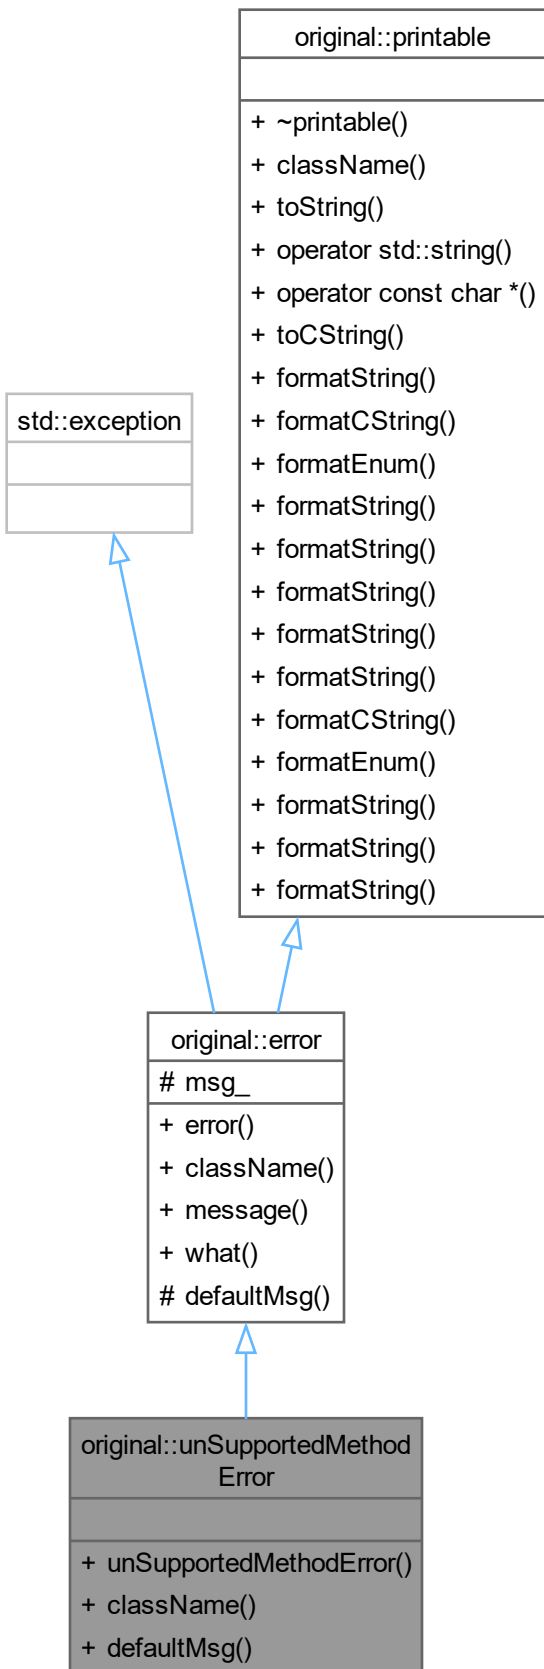 original::printable
+ ~printable()
+ className()
+ toString()
+ operator std::string()
+ operator const char *()
+ toCString()
+ formatString()
+ formatCString()
+ formatEnum()
+ formatString()
+ formatString()
+ formatString()
+ formatString()
+ formatString()
+ formatCString()
+ formatEnum()
+ formatString()
+ formatString()
+ formatString()
std::exception
original::error
# msg_
+ error()
+ className()
+ message()
+ what()
# defaultMsg()
original::unSupportedMethod
Error
+ unSupportedMethodError()
+ className()
+ defaultMsg()